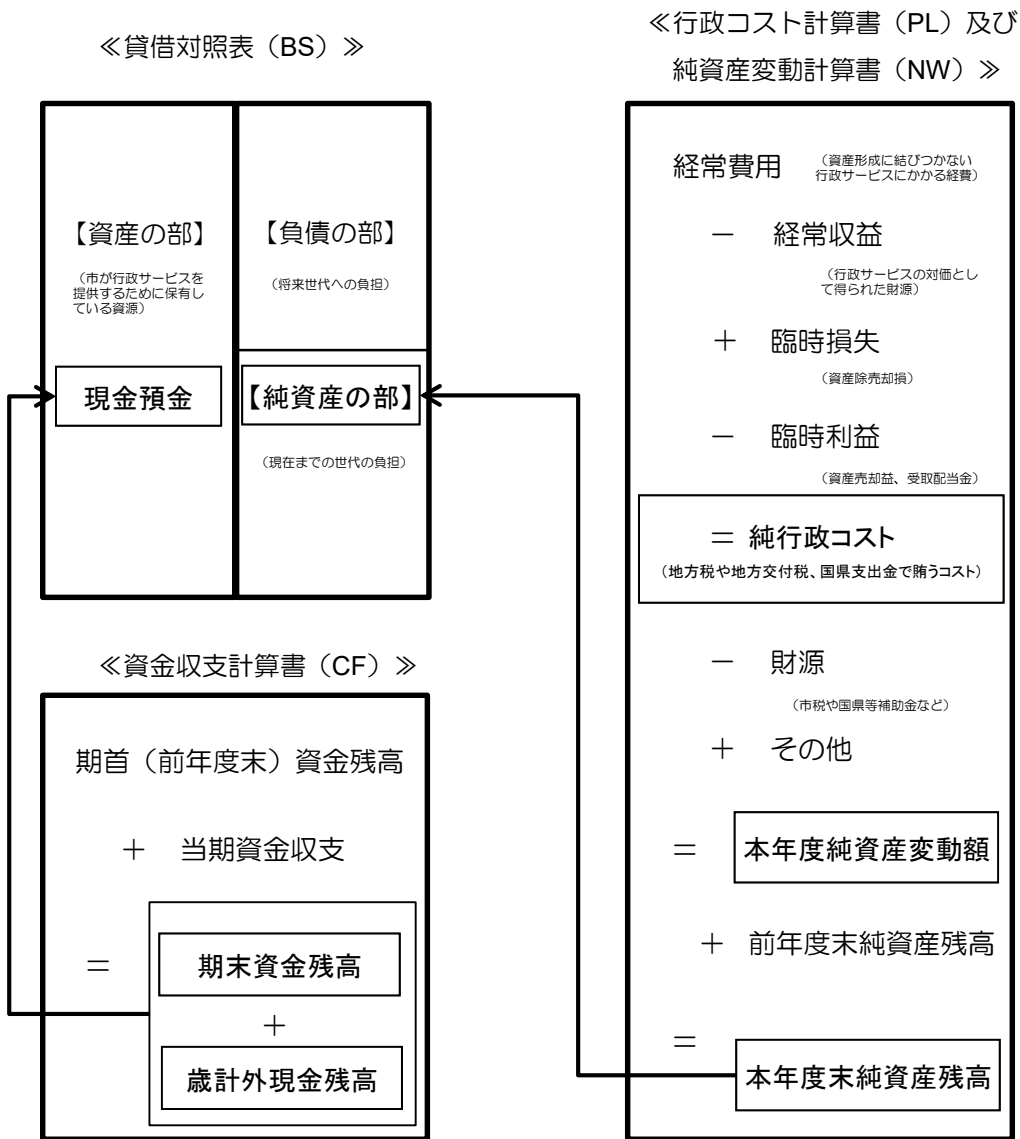 ≪貸借対照表（BS）≫
【資産の部】
（市が行政サービスを
提供するために保有し
ている資源）
現金預金
【負債の部】
（将来世代への負担）
【純資産の部】
（現在までの世代の負担）
≪資金収支計算書（CF）≫
期首（前年度末）資金残高
＋ 当期資金収支
＝ 期末資金残高
＋
歳計外現金残高
≪行政コスト計算書（PL）及び
純資産変動計算書（NW）≫
経常費用 （資産形成に結びつかない
行政サービスにかかる経費）
－ 経常収益
（行政サービスの対価とし
て得られた財源）
＋ 臨時損失
（資産除売却損）
－ 臨時利益
（資産売却益、受取配当金）
＝ 純行政コスト
（地方税や地方交付税、国県支出金で賄うコスト）
－ 財源
（市税や国県等補助金など）
＋ その他
＝ 本年度純資産変動額
＋ 前年度末純資産残高
＝ 本年度末純資産残高